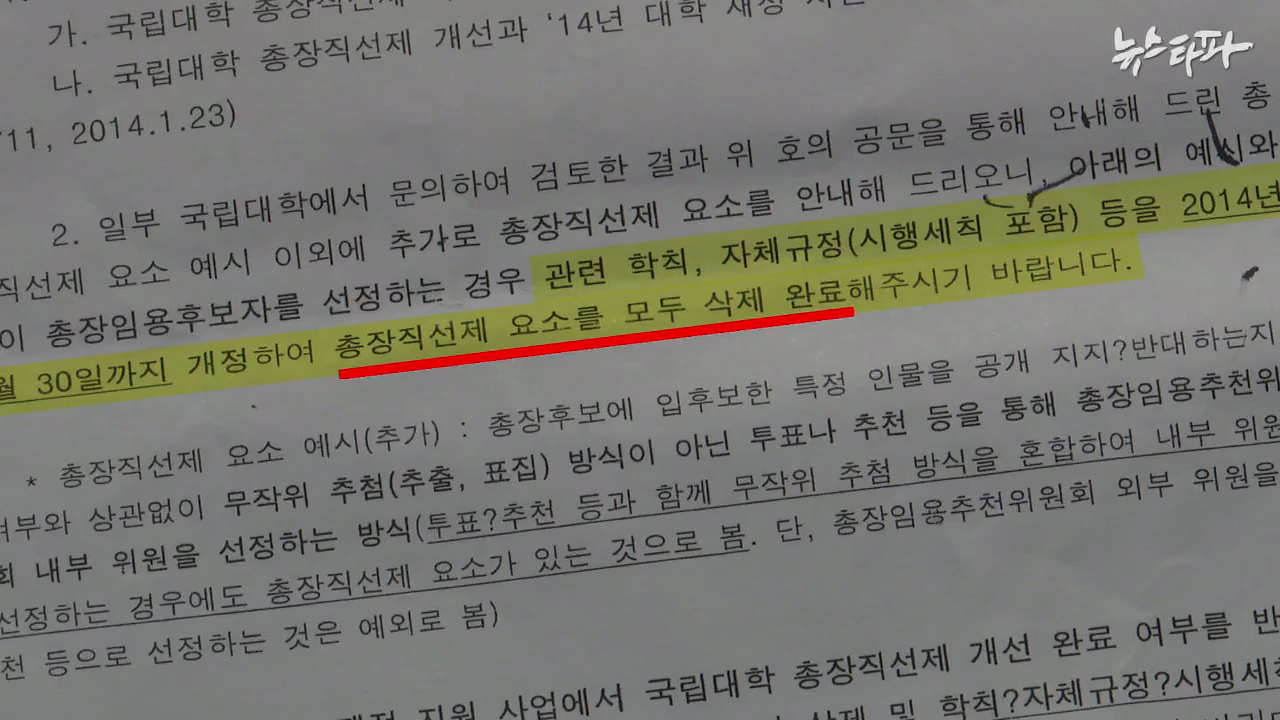 가. 국립대학 총장직선제
나. 국립대학 총장직선제 개선과 '14년 대학 재정
뉴스타파
11, 2014.1.23)
2. 일부 국립대학에서 문의하여 검토한 결과 위 호의 공문을 통해 안내해 드린 총
직선제 요소 예시 이외에 추가로 총장직선제 요소를 안내해 드리오니, 아래의 예시와
이 총장임용후보자를 선정하는 경우 관련 학칙, 자체규정(시행세칙 포함) 등을 2014년
월 30일까지 개정하여 총장직선제 요소를 모두 삭제 완료해주시기 바랍니다.
* 총장직선제 요소 예시(추가) : 총장후보에 입후보한 특정 인물을 공개 지지?반대하는지
여부와 상관없이 무작위 추첨(추출, 표집) 방식이 아닌 투표나 추천 등을 통해 총장임용추천위
회 내부 위원을 선정하는 방식(투표?추천 등과 함께 무작위 추첨 방식을 혼합하여 내부 위원
선정하는 경우에도 총장직선제 요소가 있는 것으로 봄. 단, 총장임용추천위원회 외부 위원을
천 등으로 선정하는 것은 예외로 봄)
지원 사업에서 국립대학 총장직선제 개선 완료 여부를 반
삭제 및 학칙?자체규정?시행세칙